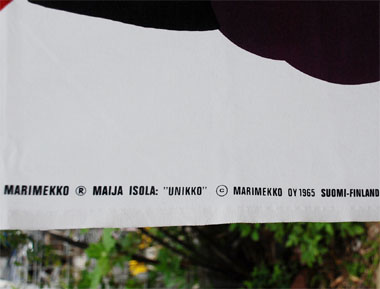 MARIMEKKO ® MAIJA ISOLA: "UNIKKO" © MARIMEKKO OY 1965 SUOMI-FINLAND